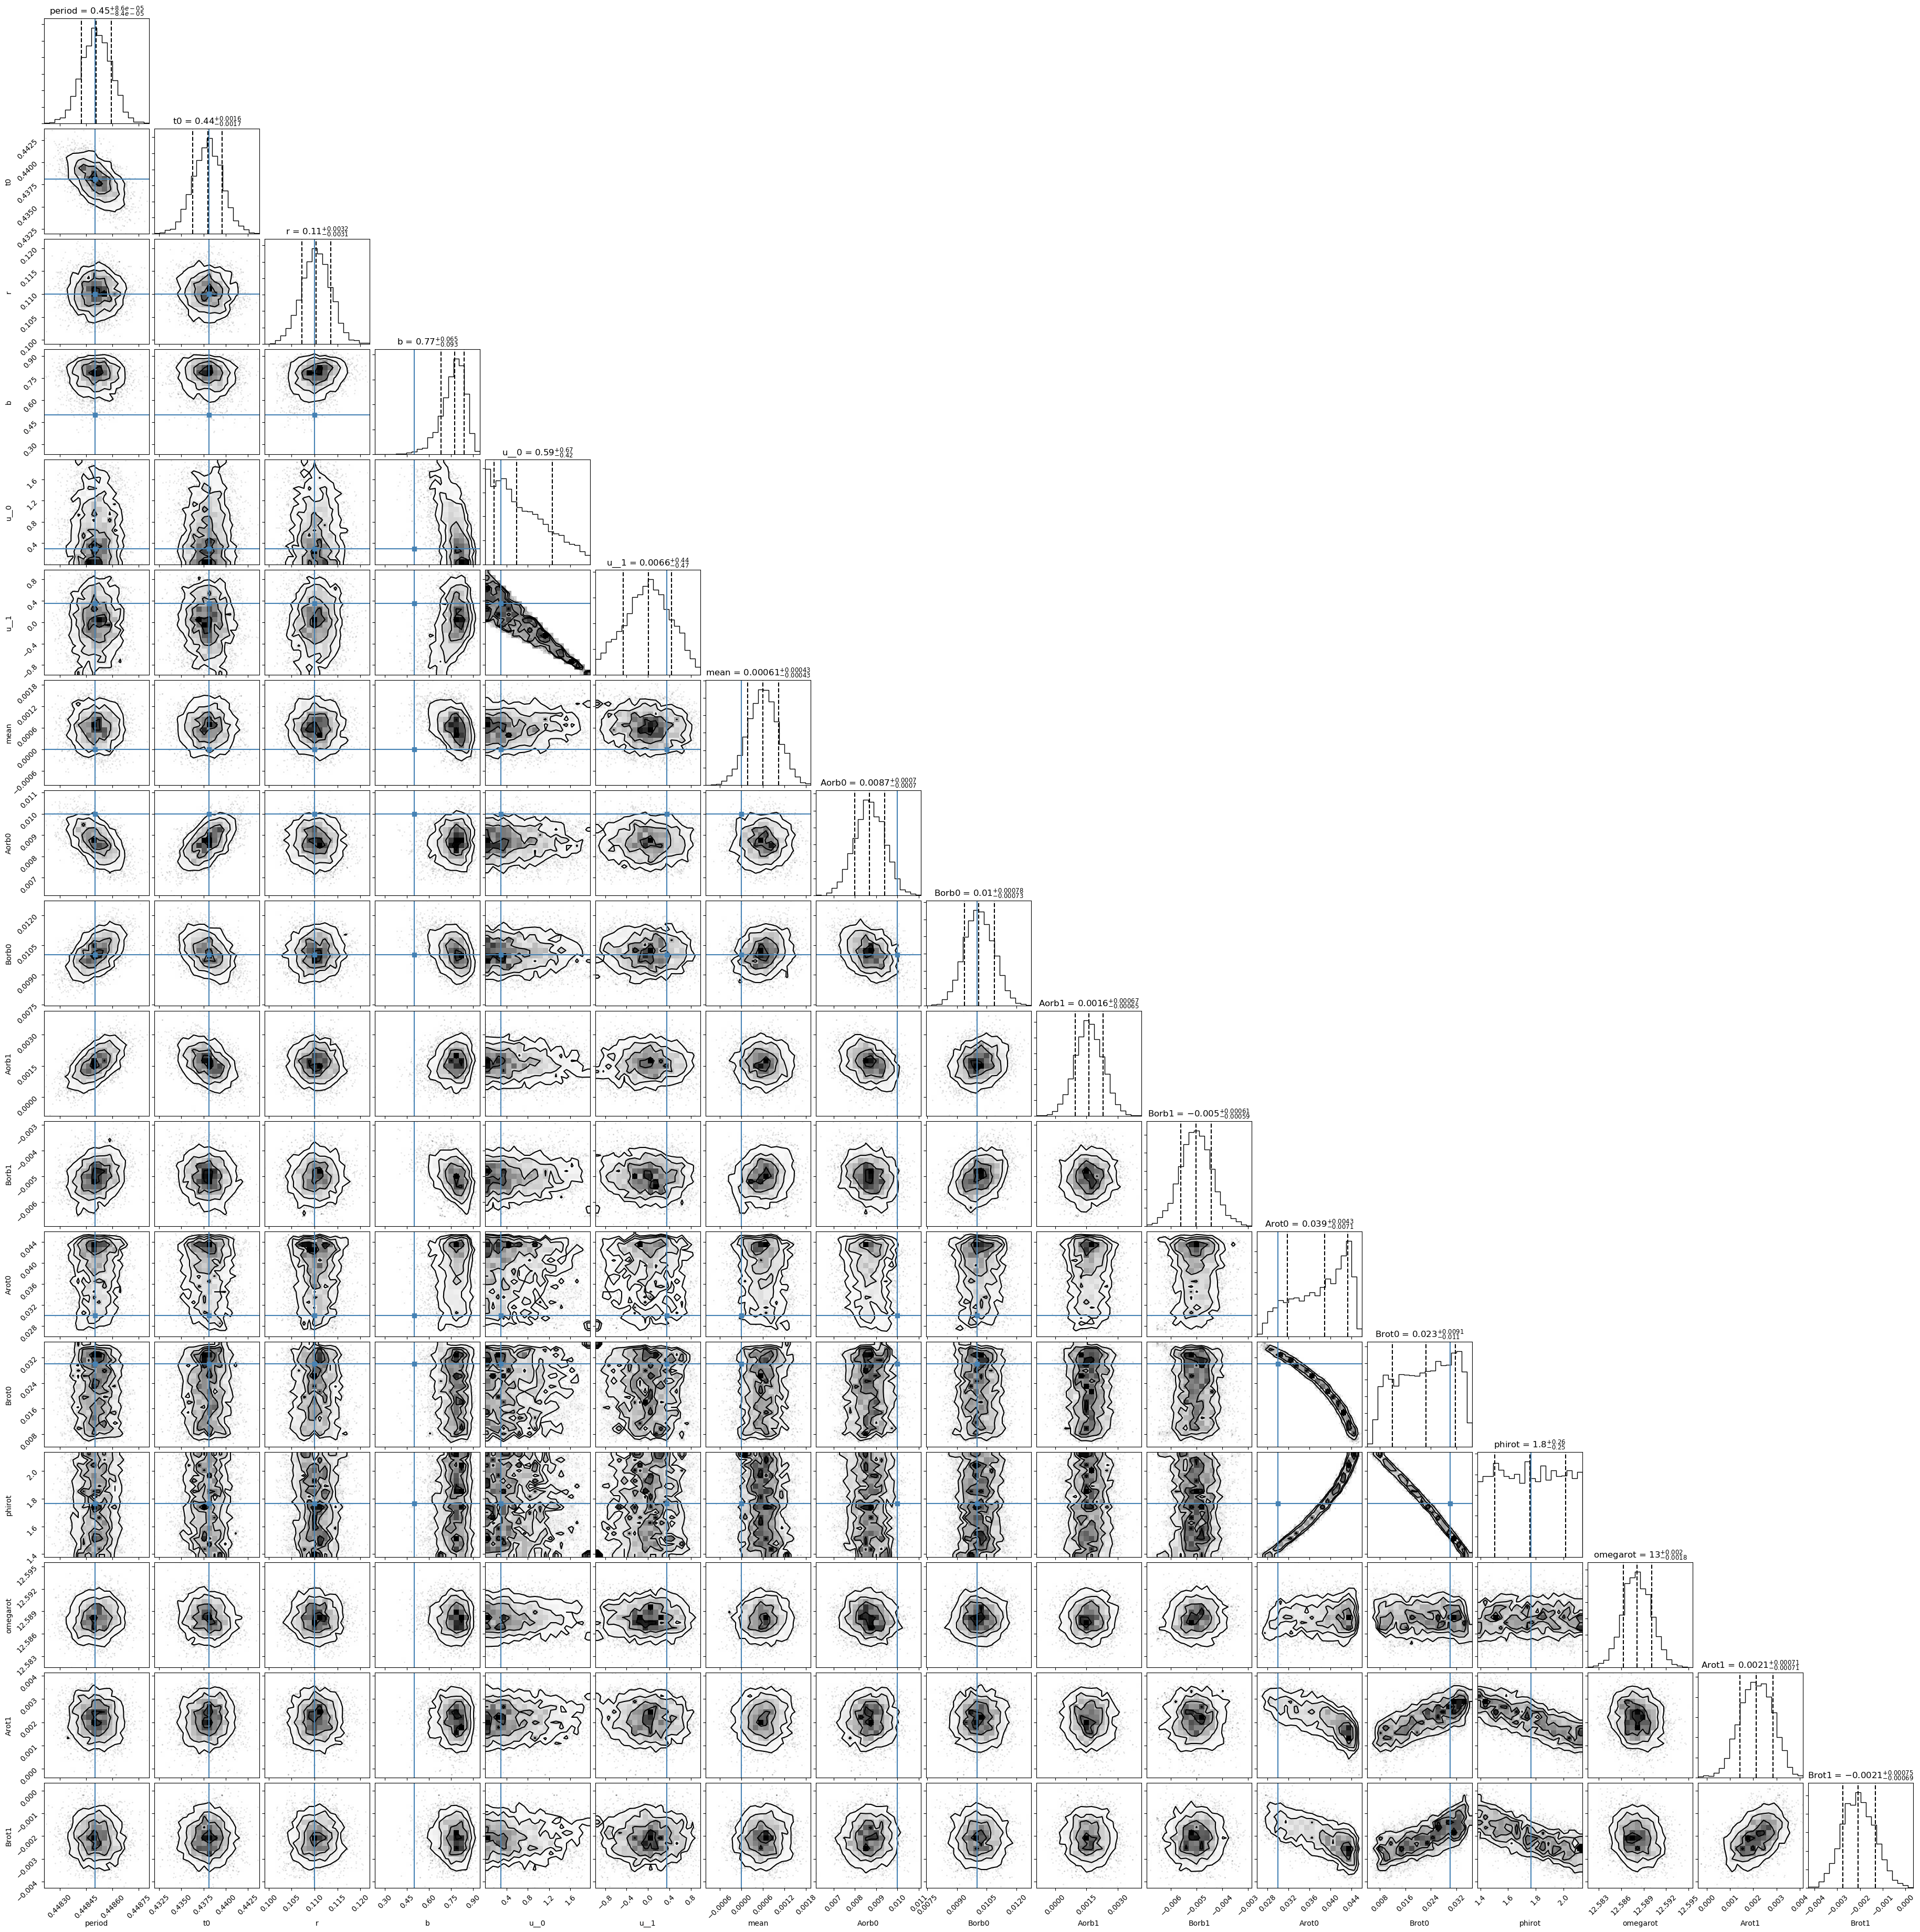 period = 0.45+8.6e−05 −8.4e−05
t0 = 0.44+0.0016 −0.0017
0.4425
0.4400
0.4375
0.4350
0.4325
t0
r = 0.11+0.0032 −0.0031
0.120
0.115
0.110
0.105
0.100
r
b = 0.77+0.065 −0.093
0.90
0.75
0.60
0.45
0.30
b
u__0 = 0.59+0.67 −0.42
1.6
1.2
0.8
0.4
u__0
u__1 = 0.0066+0.44 −0.47
0.8
0.4
0.0
−0.4
−0.8
u__1
mean = 0.00061+0.00043 −0.00043
0.0018
0.0012
0.0006
0.0000
−0.0006
mean
Aorb0 = 0.0087+0.0007 −0.0007
0.011
0.010
0.009
0.008
0.007
Aorb0
Borb0 = 0.01+0.00078 −0.00073
0.0120
0.0105
0.0090
0.0075
Borb0
Aorb1 = 0.0016+0.00067 −0.00065
0.0030
0.0015
0.0000
Aorb1
Borb1 = −0.005+0.00061 −0.00059
−0.003
−0.004
−0.005
−0.006
Borb1
Arot0 = 0.039+0.0043 −0.0071
0.044
0.040
0.036
0.032
0.028
Arot0
Brot0 = 0.023+0.0091 −0.011
0.032
0.024
0.016
0.008
Brot0
phirot = 1.8+0.26 −0.25
2.0
1.8
1.6
1.4
phirot
omegarot = 13+0.002 −0.0018
12.595
12.592
12.589
12.586
12.583
omegarot
Arot1 = 0.0021+0.00071 −0.00071
0.004
0.003
0.002
0.001
0.000
Arot1
Brot1 = −0.0021+0.00075 −0.00069
0.000
−0.001
−0.002
−0.003
−0.004
Brot1
0.44830 0.44845 0.44860 0.44875 0.4325 0.4350 0.4375 0.4400 0.4425 0.100 0.105 0.110 0.115 0.120 0.30 0.45 0.60 0.75 0.90 0.4 0.8 1.2 1.6 −0.8 −0.4 0.0 0.4 0.8 −0.0006 0.0000 0.0006 0.0012 0.0018 0.007 0.008 0.009 0.010 0.011 0.0075 0.0090 0.0105 0.0120 0.0000 0.0015 0.0030 −0.006 −0.005 −0.004 −0.003 0.028 0.032 0.036 0.040 0.044 0.008 0.016 0.024 0.032 1.4 1.6 1.8 2.0 12.583 12.586 12.589 12.592 12.595 0.000 0.001 0.002 0.003 0.004 −0.004 −0.003 −0.002 −0.001 0.000
period t0 r b u__0 u__1 mean Aorb0 Borb0 Aorb1 Borb1 Arot0 Brot0 phirot omegarot Arot1 Brot1